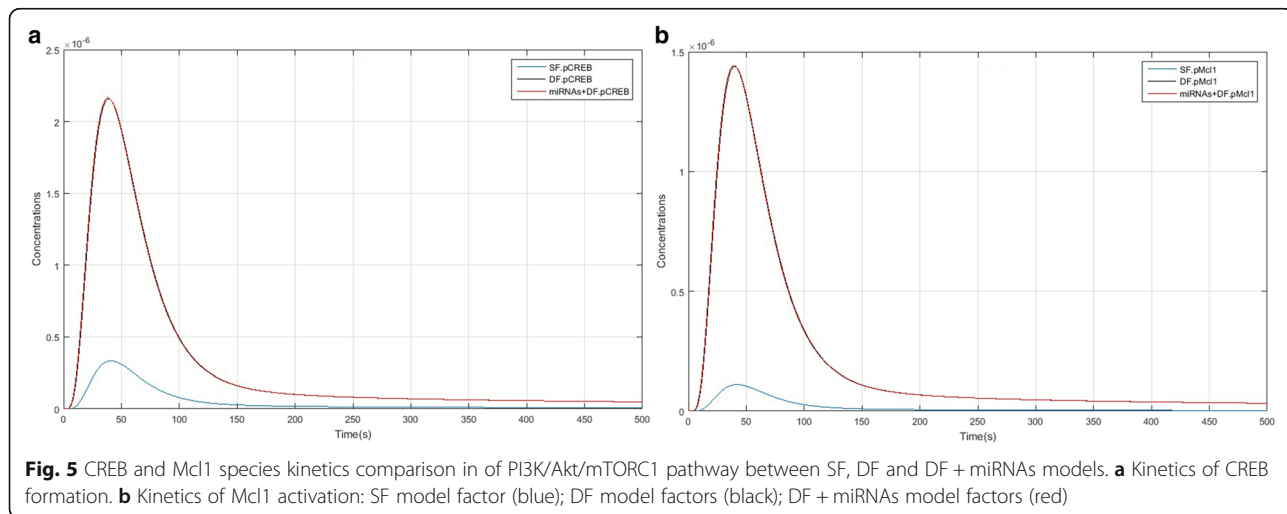 a
×10⁻⁶
2.5
2
1.5
1
0.5
0
Concentrations
SF.pCREB
DF.pCREB
miRNAs+DF.pCREB
0 50 100 150 200 250 300 350 400 450 500
Time(s)
b
×10⁻⁶
1.5
1
0.5
0
Concentrations
SF.pMcl1
DF.pMcl1
miRNAs+DF.pMcl1
0 50 100 150 200 250 300 350 400 450 500
Time(s)
Fig. 5 CREB and Mcl1 species kinetics comparison in of PI3K/Akt/mTORC1 pathway between SF, DF and DF + miRNAs models. a Kinetics of CREB
formation. b Kinetics of Mcl1 activation: SF model factor (blue); DF model factors (black); DF + miRNAs model factors (red)